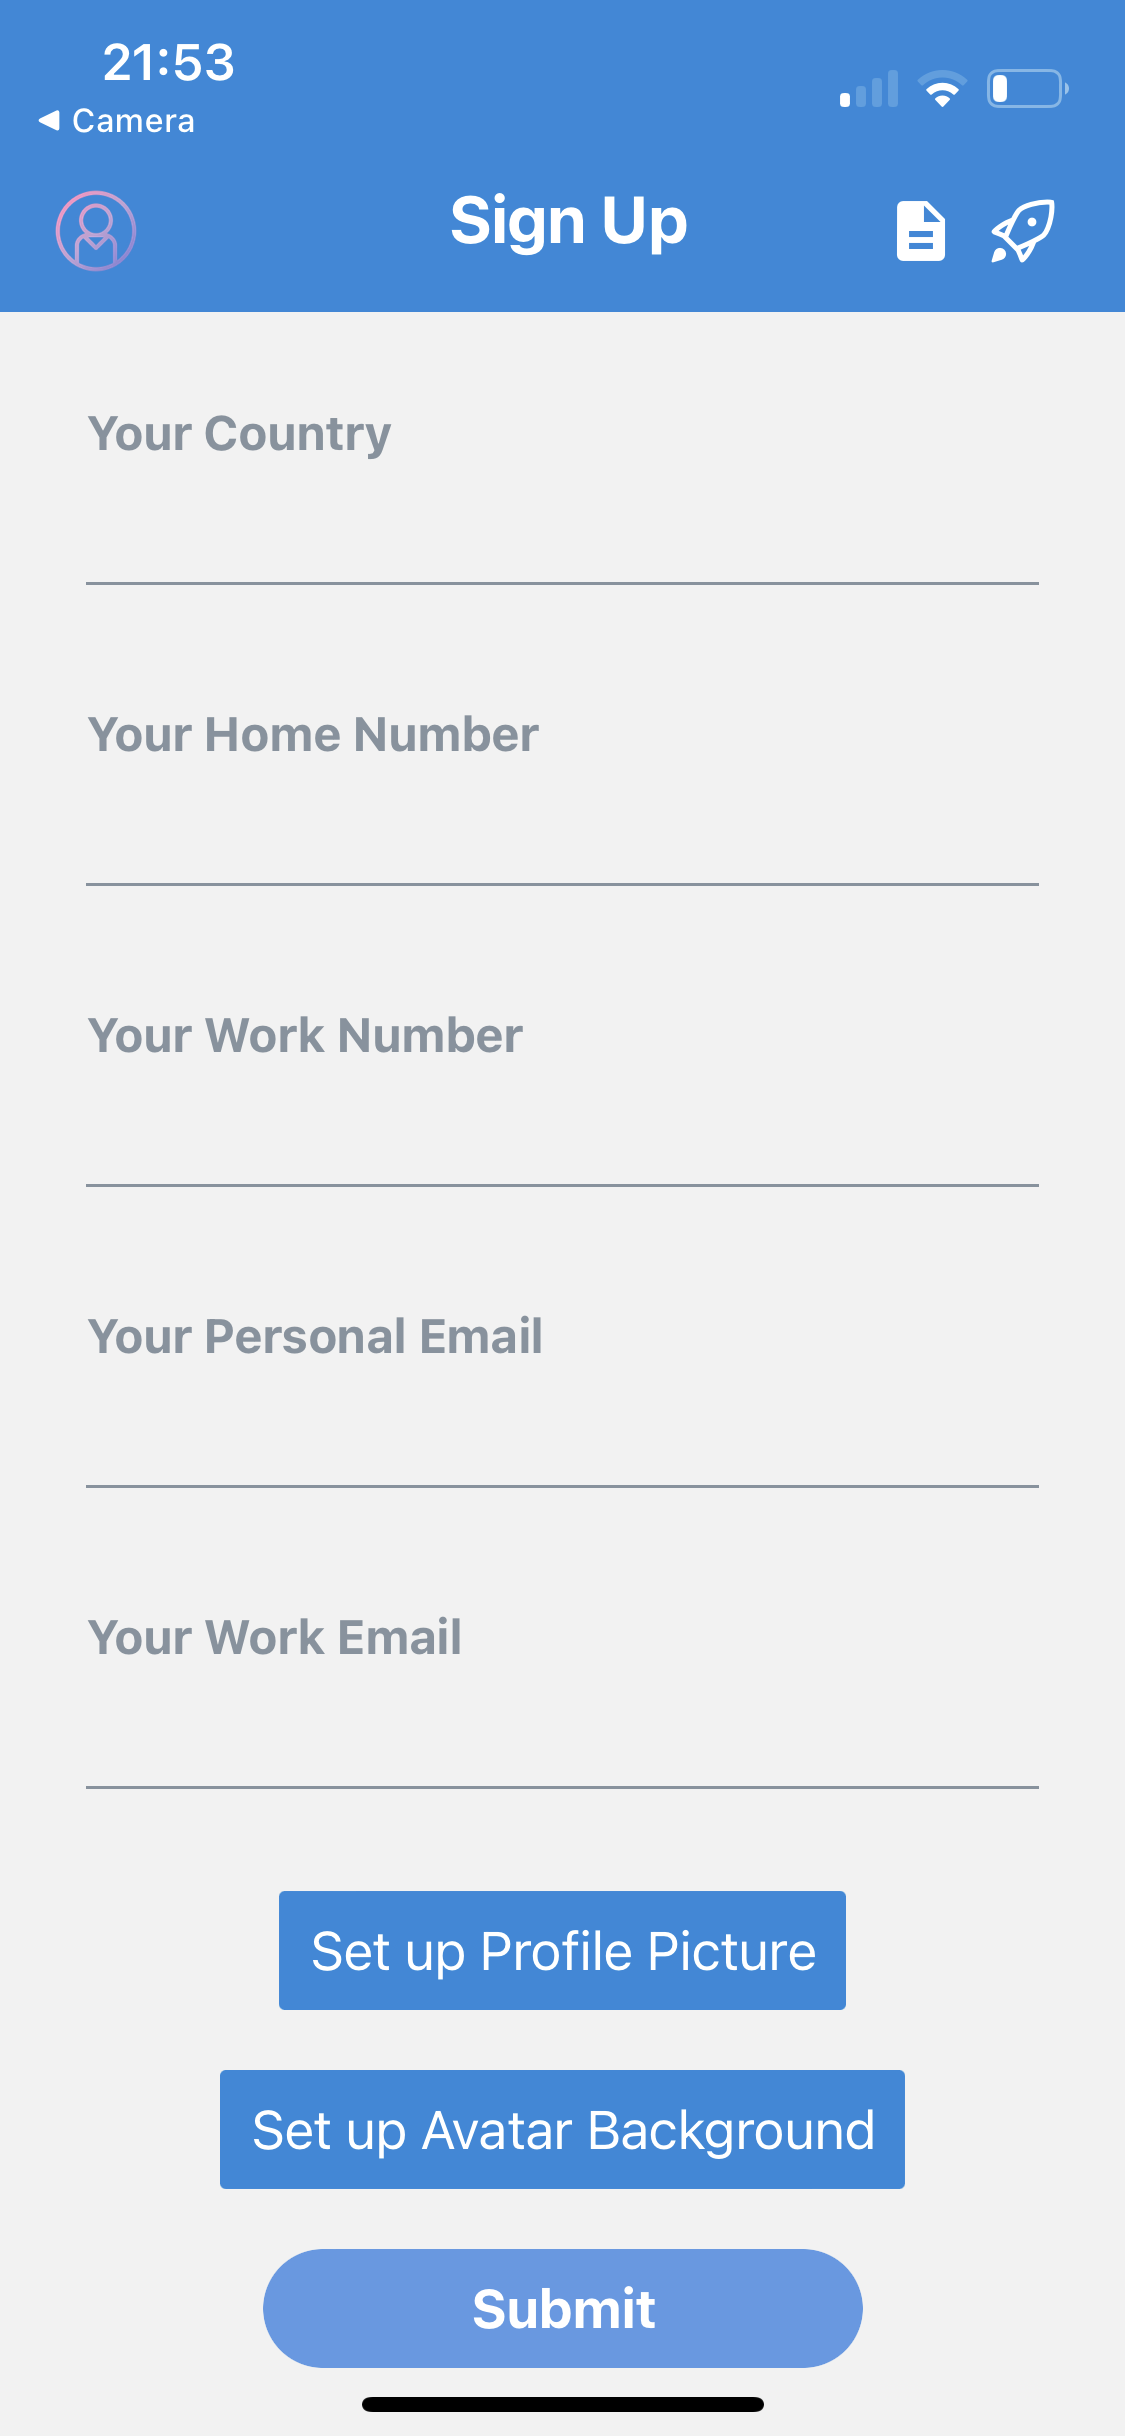 21:53
Camera
Sign Up
Your Country
Your Home Number
Your Work Number
Your Personal Email
Your Work Email
Set up Profile Picture
Set up Avatar Background
Submit